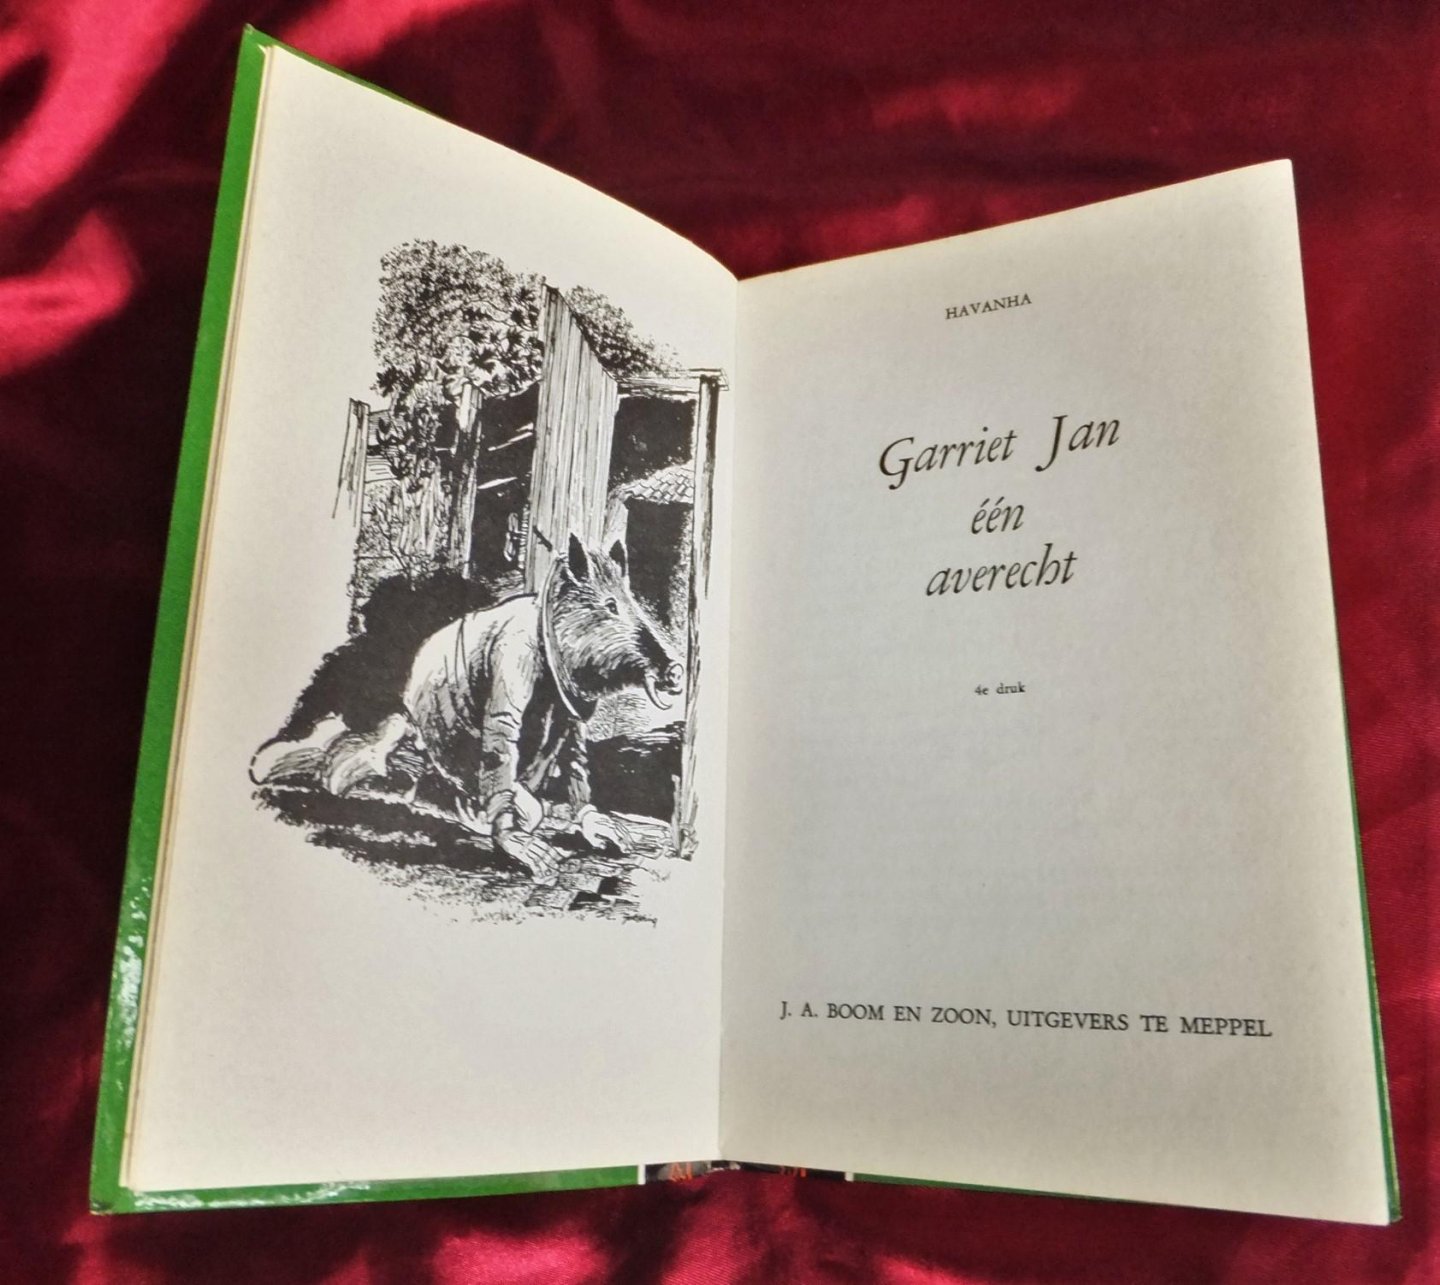 HAVANHA
Garriet Jan
één
averecht
4e druk
J. A. BOOM EN ZOON, UITGEVERS TE MEPPEL